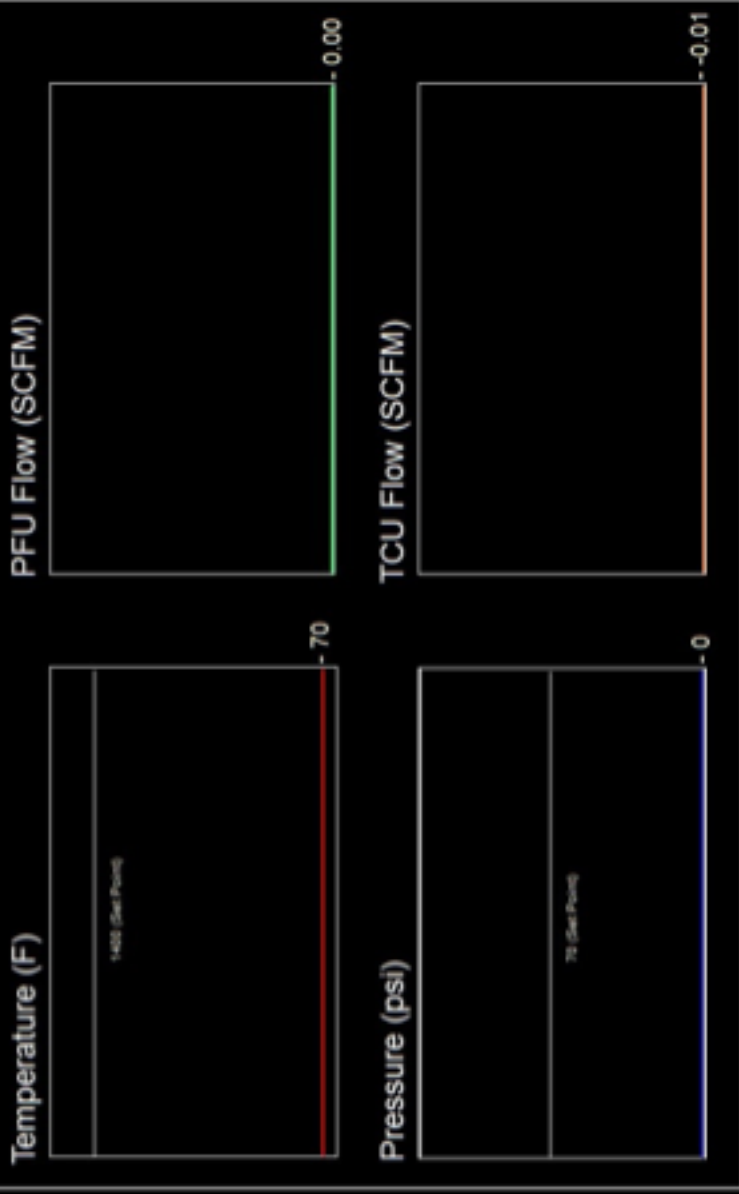 Temperature (F)
- 70
1400 (Set Point)
PFU Flow (SCFM)
- 0.00
Pressure (psi)
- 0
70 (Set Point)
TCU Flow (SCFM)
- -0.01